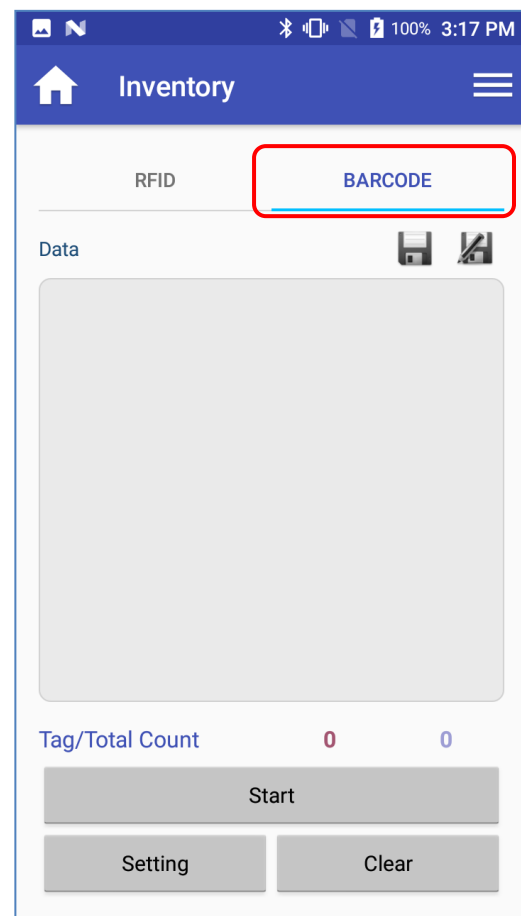 100% 3:17 PM
Inventory
RFID BARCODE
Data
Tag/Total Count 0 0
Start
Setting Clear